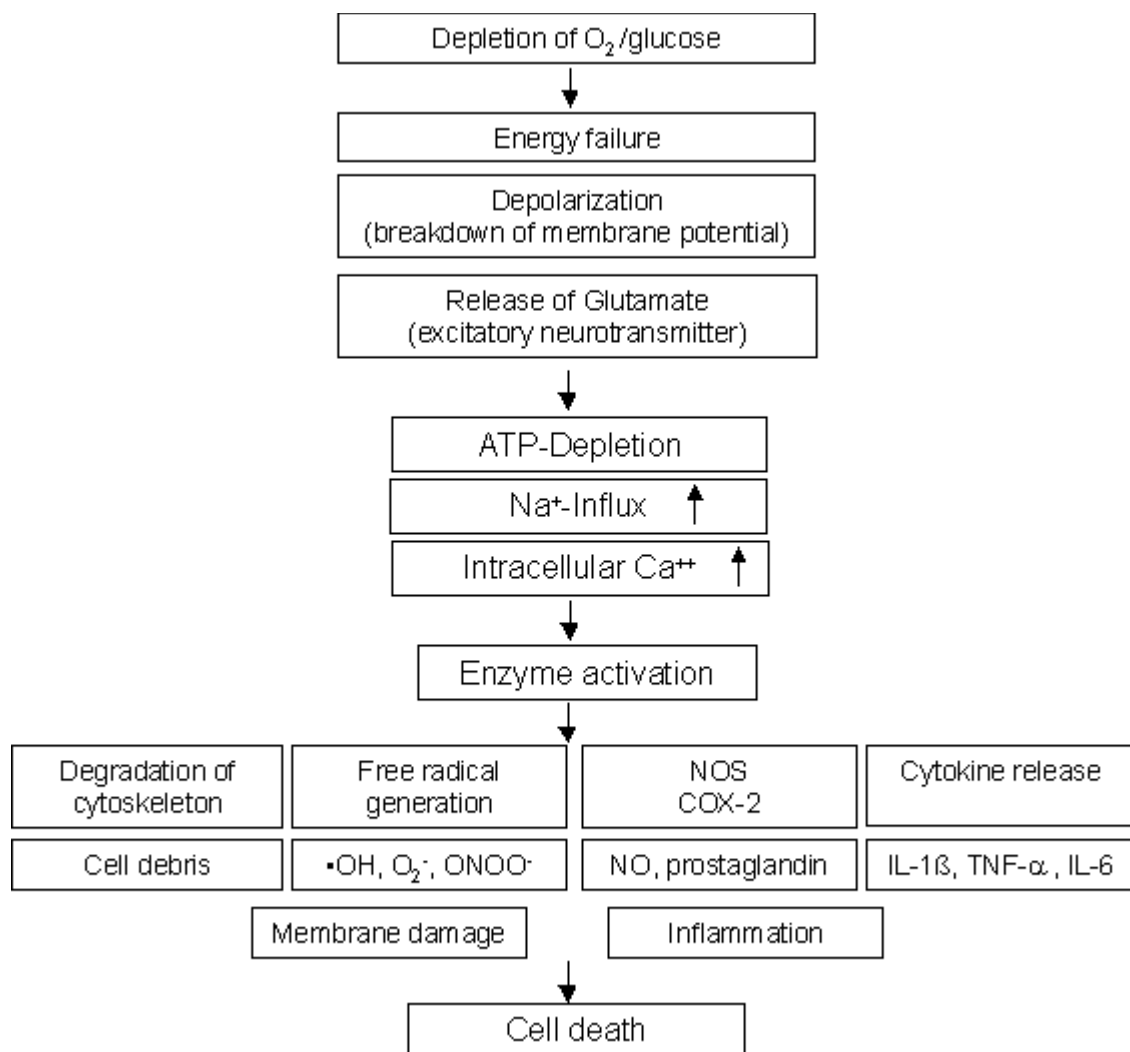 Depletion of O₂/glucose
Energy failure
Depolarization
(breakdown of membrane potential)
Release of Glutamate
(excitatory neurotransmitter)
ATP-Depletion
Na⁺-Influx ↑
Intracellular Ca⁺⁺ ↑
Enzyme activation
Degradation of
cytoskeleton
Free radical
generation
NOS
COX-2
Cytokine release
Cell debris
▪OH, O₂⁻, ONOO⁻
NO, prostaglandin
IL-1ß, TNF-α, IL-6
Membrane damage
Inflammation
Cell death